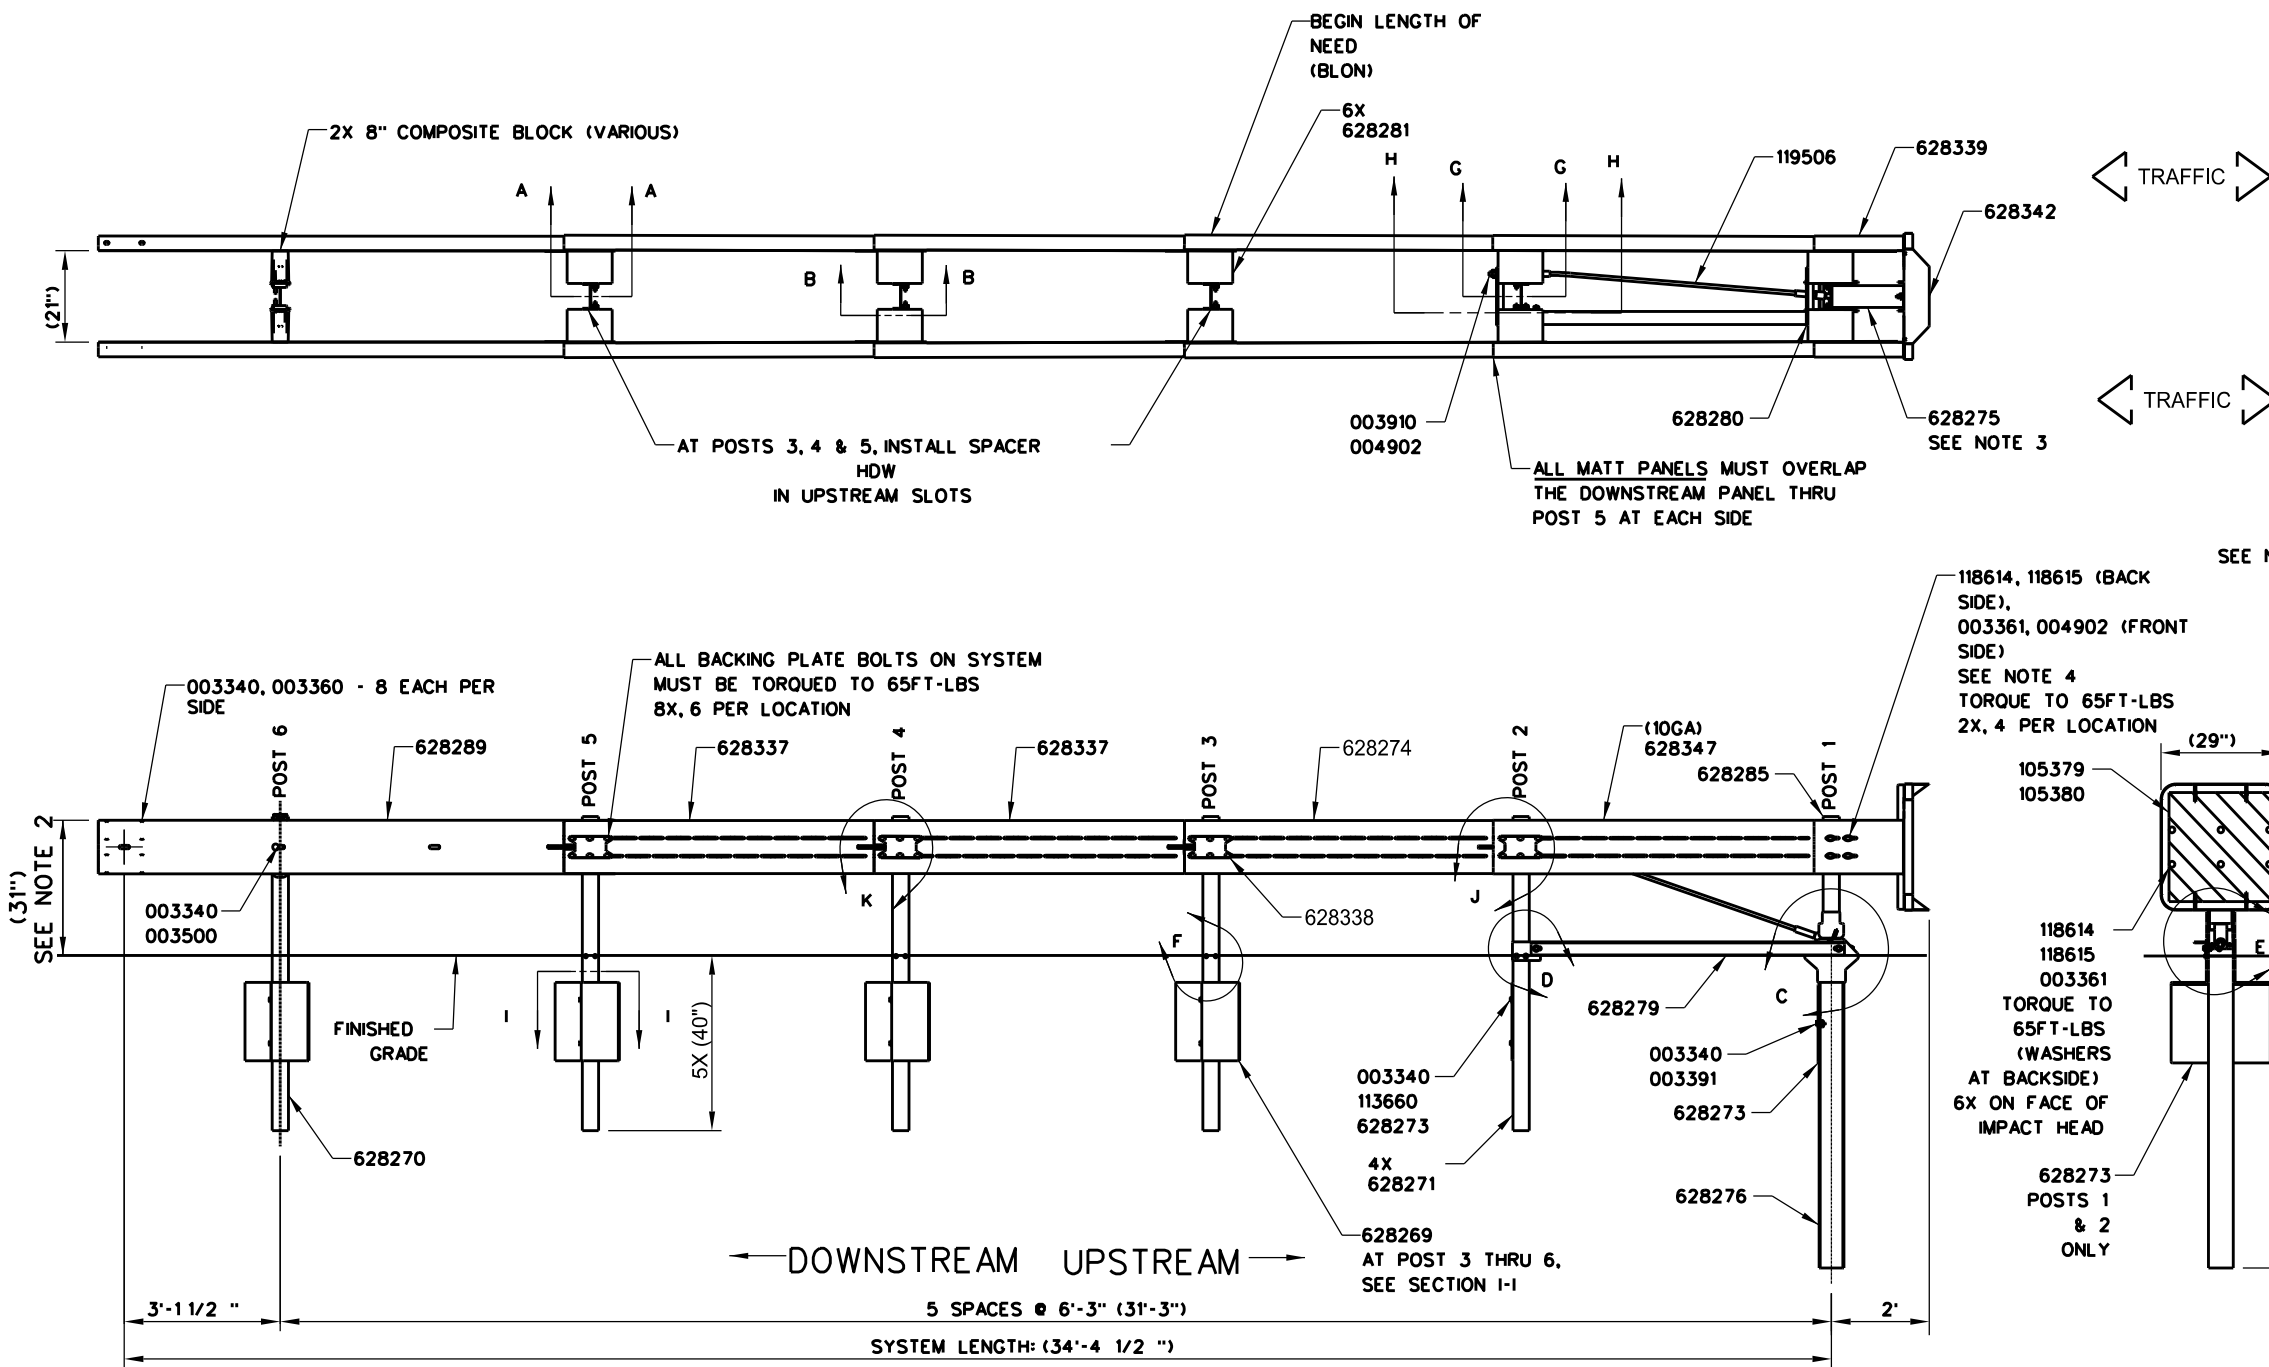 BEGIN LENGTH OF
NEED
(BLON)
2X 8" COMPOSITE BLOCK (VARIOUS)
6X
628281
H
G
G
H
119506
628339
TRAFFIC
628342
A
A
B
B
(21")
TRAFFIC
003910
004902
628280
628275
SEE NOTE 3
AT POSTS 3, 4 & 5, INSTALL SPACER
HDW
IN UPSTREAM SLOTS
ALL MATT PANELS MUST OVERLAP
THE DOWNSTREAM PANEL THRU
POST 5 AT EACH SIDE
SEE
118614, 118615 (BACK
SIDE),
003361, 004902 (FRONT
SIDE)
SEE NOTE 4
TORQUE TO 65FT-LBS
2X, 4 PER LOCATION
003340, 003360 - 8 EACH PER
SIDE
ALL BACKING PLATE BOLTS ON SYSTEM
MUST BE TORQUED TO 65FT-LBS
8X, 6 PER LOCATION
POST 6
628289
POST 5
628337
POST 4
628337
POST 3
628274
POST 2
(10GA)
628347
628285
POST 1
(29")
105379
105380
(31")
SEE NOTE 2
003340
003500
K
F
628338
J
D
C
E
628279
FINISHED
GRADE
I
I
5X (40")
003340
113660
628273
4X
628271
003340
003391
628273
628276
118614
118615
003361
TORQUE TO
65FT-LBS
(WASHERS
AT BACKSIDE)
6X ON FACE OF
IMPACT HEAD
628273
POSTS 1
& 2
ONLY
628270
628269
AT POST 3 THRU 6,
SEE SECTION I-I
DOWNSTREAM UPSTREAM
3'-1 1/2 "
5 SPACES @ 6'-3" (31'-3")
2'
SYSTEM LENGTH: (34'-4 1/2 ")